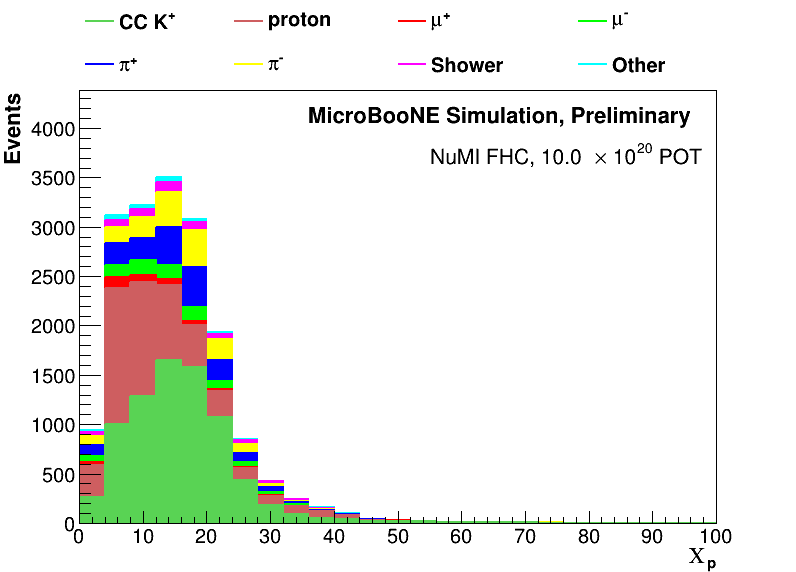 CC K⁺ proton μ⁺ μ⁻
π⁺ π⁻ Shower Other
MicroBooNE Simulation, Preliminary
NuMI FHC, 10.0 × 10²⁰ POT
Events
4000
3500
3000
2500
2000
1500
1000
500
0
0 10 20 30 40 50 60 70 80 90 100
Χₚ